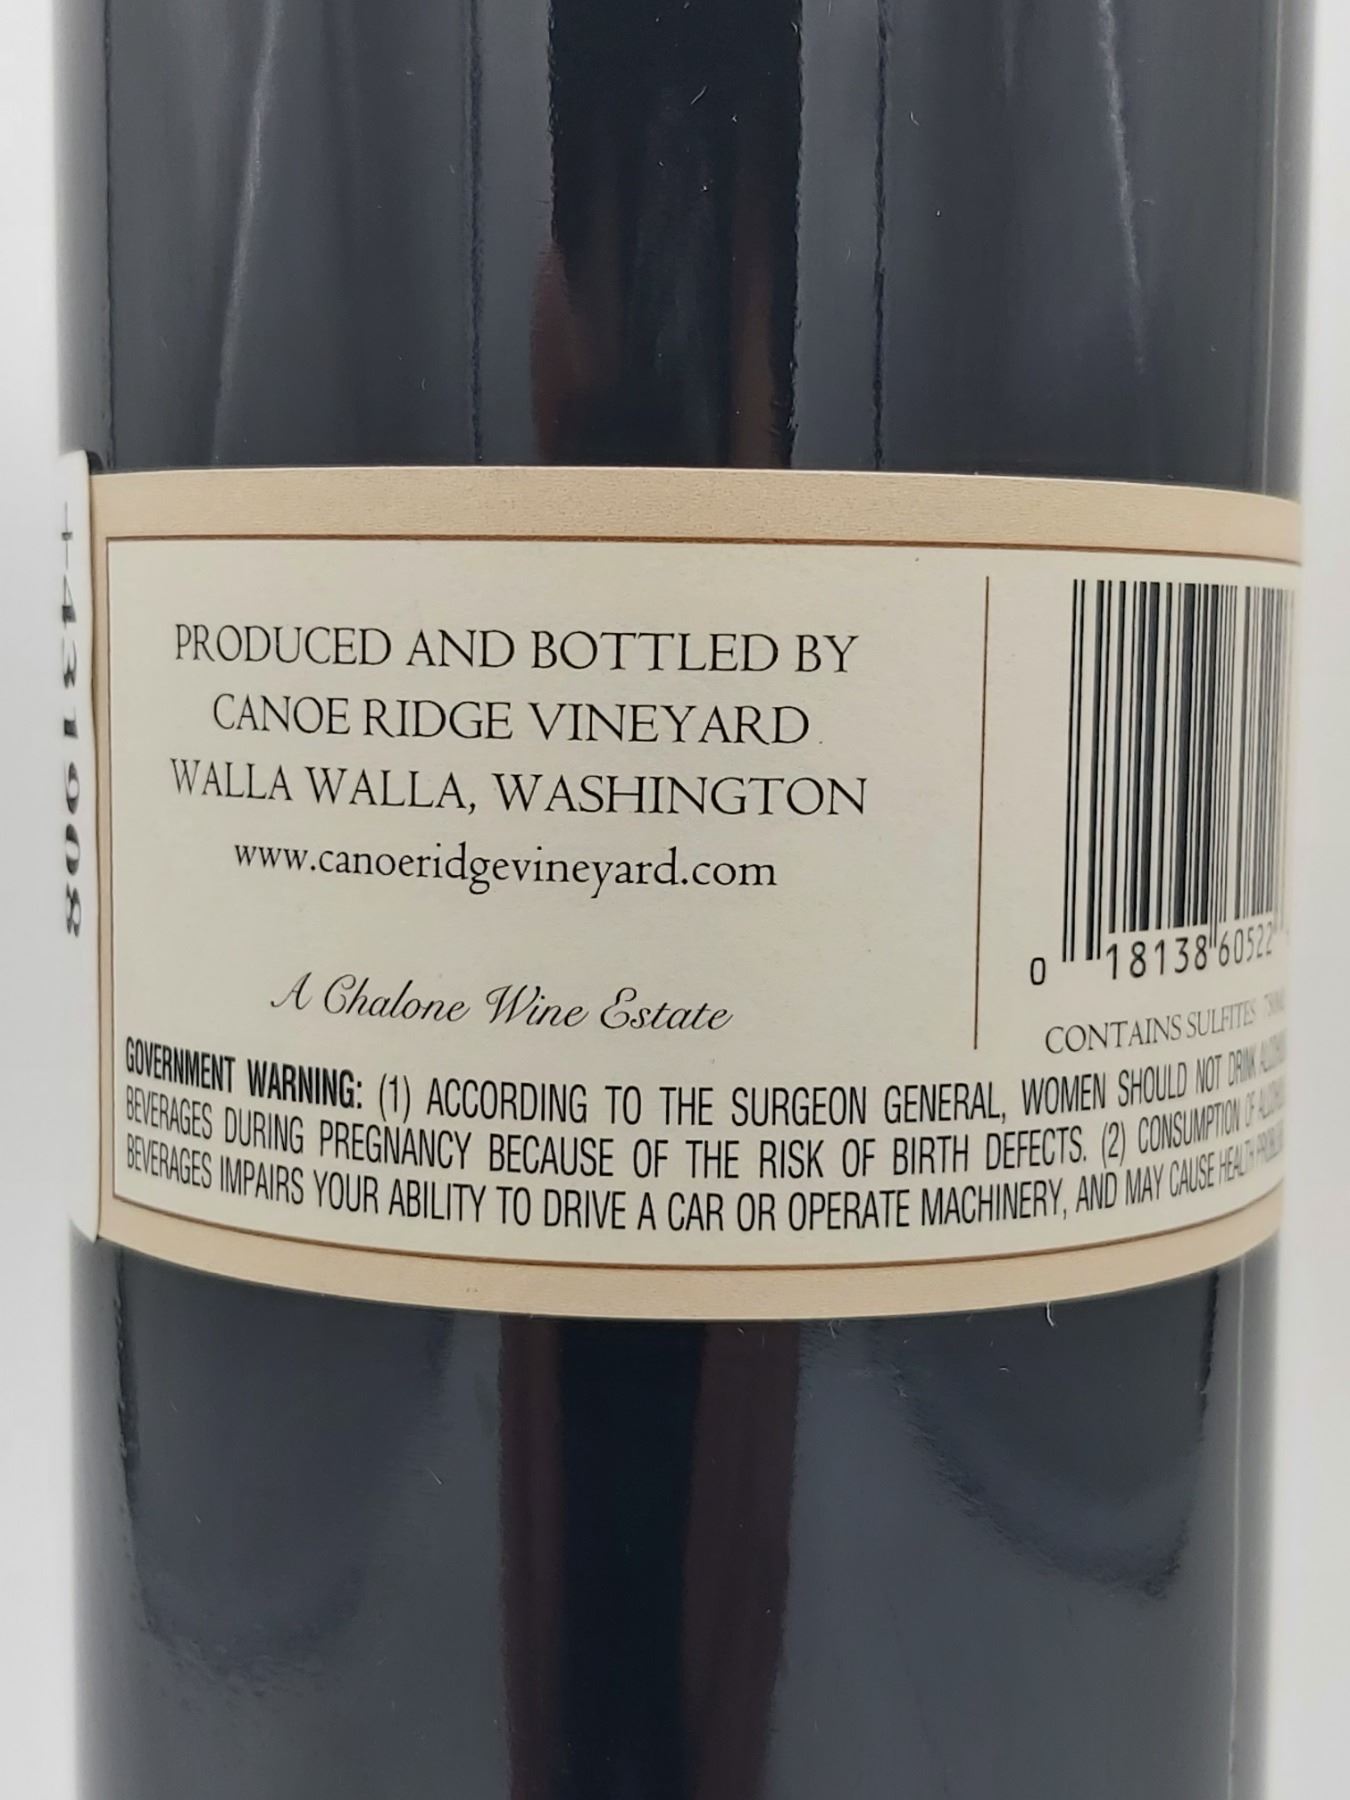 PRODUCED AND BOTTLED BY
CANOE RIDGE VINEYARD
WALLA WALLA, WASHINGTON
www.canoeridgevineyard.com
A Chalone Wine Estate
0 18138 60522
CONTAINS SULFITES
GOVERNMENT WARNING: (1) ACCORDING TO THE SURGEON GENERAL, WOMEN SHOULD NOT DRINK
BEVERAGES DURING PREGNANCY BECAUSE OF THE RISK OF BIRTH DEFECTS. (2) CONSUMPTION OF
BEVERAGES IMPAIRS YOUR ABILITY TO DRIVE A CAR OR OPERATE MACHINERY, AND MAY CAUSE HEALTH
431908